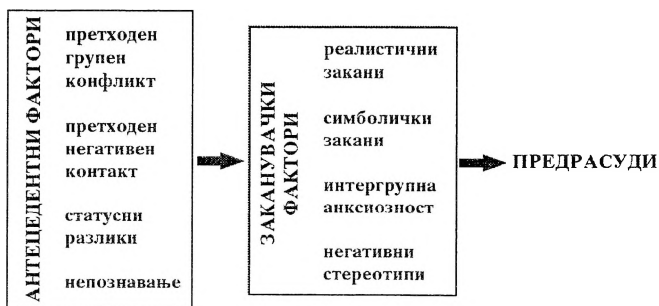 АНТЕЦЕДЕНТНИ ФАКТОРИ
претходен
групен
конфликт
претходен
негативен
контакт
статусни
разлики
непознавање
ЗАКАНУВАЧКИ
ФАКТОРИ
реалистични
закани
симболички
закани
интергрупна
анксиозност
негативни
стереотипи
ПРЕДРАСУДИ